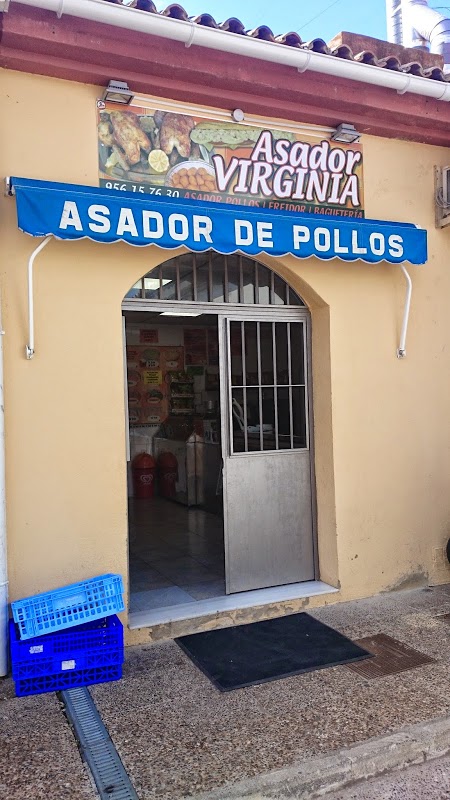 Asador
VIRGINIA
956 15 76 30 ASADOR POLLOS | FREIDOR | BAGUETERÍA
ASADOR DE POLLOS